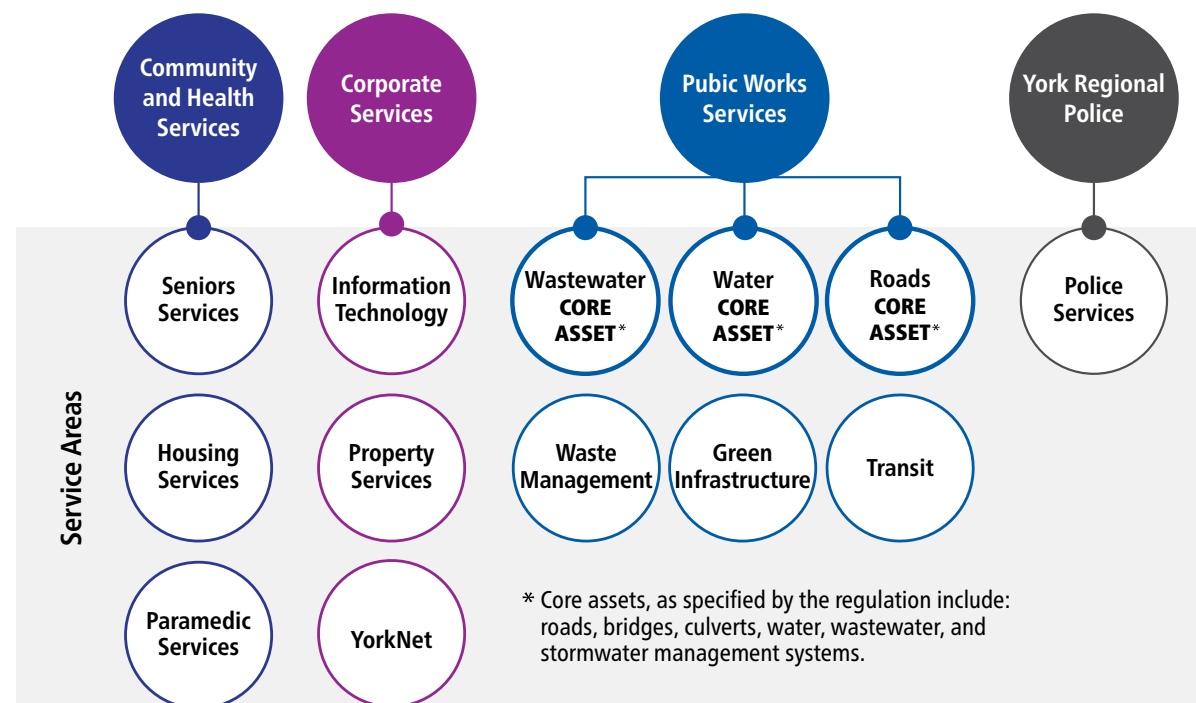 Community
and Health
Services
Corporate
Services
Pubic Works
Services
York Regional
Police
Service Areas
Seniors
Services
Information
Technology
Wastewater
CORE
ASSET*
Water
CORE
ASSET*
Roads
CORE
ASSET*
Police
Services
Housing
Services
Property
Services
Waste
Management
Green
Infrastructure
Transit
Paramedic
Services
YorkNet
* Core assets, as specified by the regulation include:
roads, bridges, culverts, water, wastewater, and
stormwater management systems.